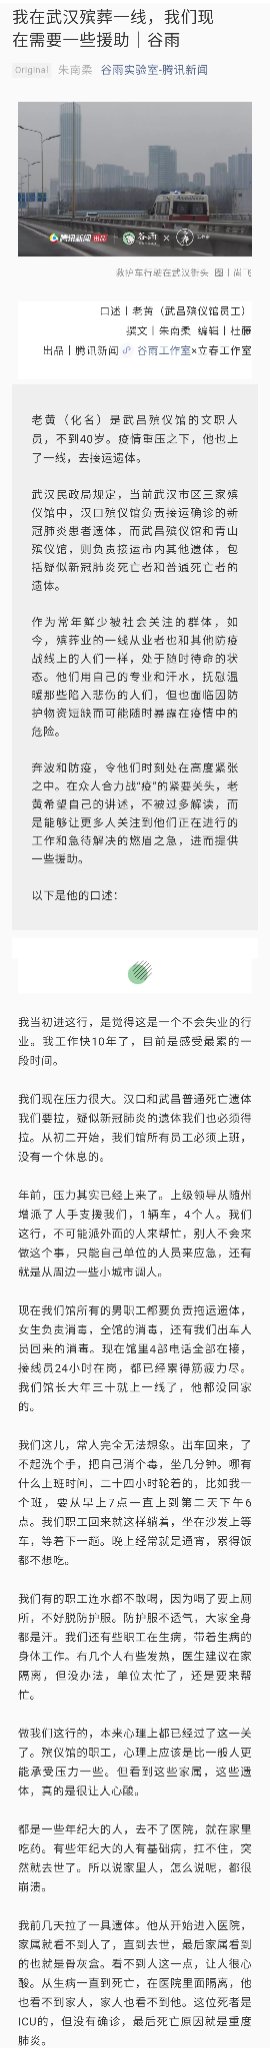 我在武汉殡葬一线，我们现
在需要一些援助｜谷雨
Original 朱南柔 谷雨实验室-腾讯新闻
腾讯新闻 出品 谷雨 ×
救护车行驶在武汉街头 图｜尚飞
口述｜老黄（武昌殡仪馆员工）
撰文｜朱南柔 编辑｜杜滕
出品｜腾讯新闻 谷雨工作室×立春工作室
老黄（化名）是武昌殡仪馆的文职人
员，不到40岁。疫情重压之下，他也上
了一线，去接运遗体。
武汉民政局规定，当前武汉市区三家殡
仪馆中，汉口殡仪馆负责接运确诊的新
冠肺炎患者遗体，而武昌殡仪馆和青山
殡仪馆，则负责接运市内其他遗体，包
括疑似新冠肺炎死亡者和普通死亡者的
遗体。
作为常年鲜少被社会关注的群体，如
今，殡葬业的一线从业者也和其他防疫
战线上的人们一样，处于随时待命的状
态。他们用自己的专业和汗水，抚慰温
暖那些陷入悲伤的人们，但也面临因防
护物资短缺而可能随时暴露在疫情中的
危险。
奔波和防疫，令他们时刻处在高度紧张
之中。在众人合力战“疫”的紧要关头，老
黄希望自己的讲述，不被过多解读，而
是能够让更多人关注到他们正在进行的
工作和急待解决的燃眉之急，进而提供
一些援助。
以下是他的口述：
我当初进这行，是觉得这是一个不会失业的行
业。我工作快10年了，目前是感受最累的一
段时间。
我们现在压力很大。汉口和武昌普通死亡遗体
我们要拉，疑似新冠肺炎的遗体我们也必须得
拉。从初二开始，我们馆所有员工必须上班，
没有一个休息的。
年前，压力其实已经上来了。上级领导从随州
增派了人手支援我们，1辆车，4个人。我们
这行，不可能派外面的人来帮忙，别人不会来
做这个事，只能自己单位的人员来应急，还有
就是从周边一些小城市调人。
现在我们馆所有的男职工都要负责拖运遗体，
女生负责消毒，全馆的消毒，还有我们出车人
员回来的消毒。现在馆里4部电话全部在接，
接线员24小时在岗，都已经累得筋疲力尽。
我们馆长大年三十就上一线了，他都没回家
的。
我们这儿，常人完全无法想象。出车回来，了
不起洗个手，把自己消个毒，坐几分钟。哪有
什么上班时间，二十四小时轮着的，比如我一
个班，要从早上7点一直上到第二天下午6
点。我们职工回来就这样躺着，坐在沙发上等
车，等着下一趟。晚上经常就是通宵，累得饭
都不想吃。
我们有的职工连水都不敢喝，因为喝了要上厕
所，不好脱防护服。防护服不透气，大家全身
都是汗。我们还有些职工在生病，带着生病的
身体工作。有几个人有些发热，医生建议在家
隔离，但没办法，单位太忙了，还是要来帮
忙。
做我们这行的，本来心理上都已经过了这一关
了。殡仪馆的职工，心理上应该是比一般人更
能承受压力一些。但看到这些家属，这些遗
体，真的是很让人心酸。
都是一些年纪大的人，去不了医院，就在家里
吃药。有些年纪大的人有基础病，扛不住，突
然就去世了。所以说家里人，怎么说呢，都很
崩溃。
我前几天拉了一具遗体。他从开始进入医院，
家属就看不到人了，直到去世，最后家属看到
的也就是骨灰盒。看不到人这一点，让人很心
酸。从生病一直到死亡，在医院里面隔离，他
也看不到家人，家人也看不到他。这位死者是
ICU的，但没有确诊，最后死亡原因就是重度
肺炎。